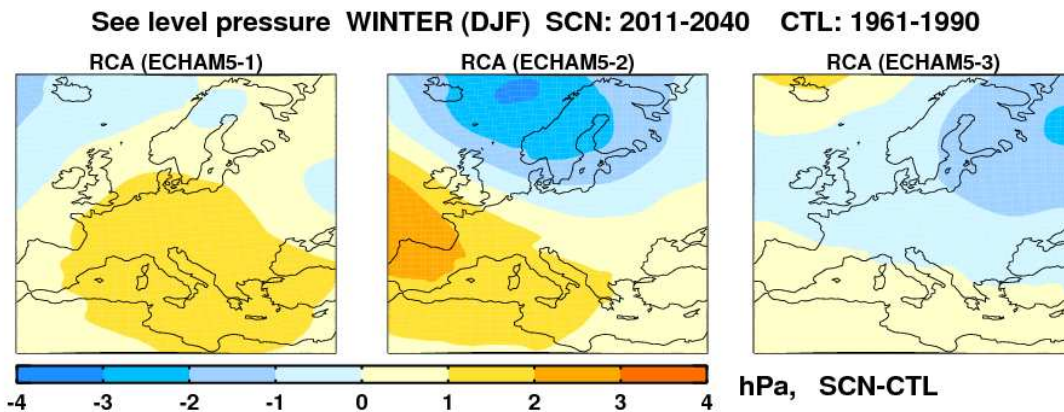 See level pressure WINTER (DJF) SCN: 2011-2040 CTL: 1961-1990
RCA (ECHAM5-1) RCA (ECHAM5-2) RCA (ECHAM5-3)
-4 -3 -2 -1 0 1 2 3 4
hPa, SCN-CTL